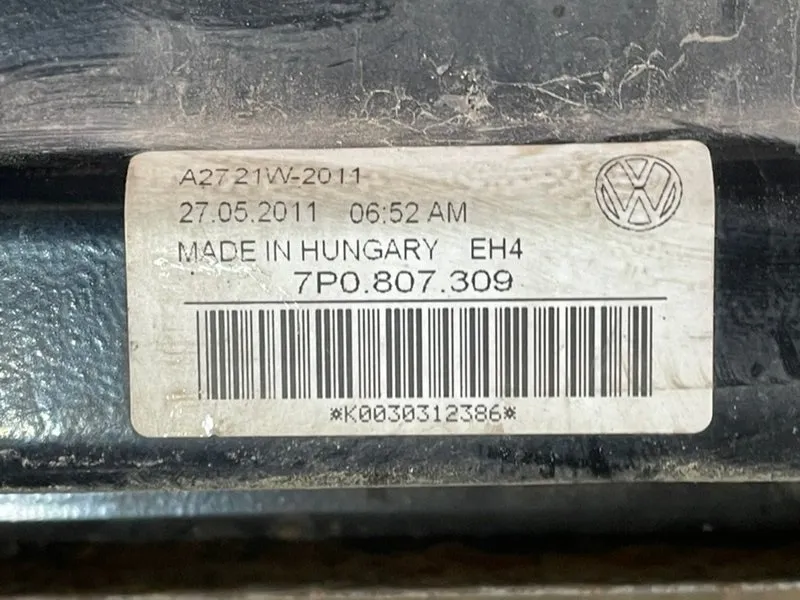 A2721W-2011
27.05.2011 06:52 AM
MADE IN HUNGARY EH4
7P0.807.309
*K0030312386*